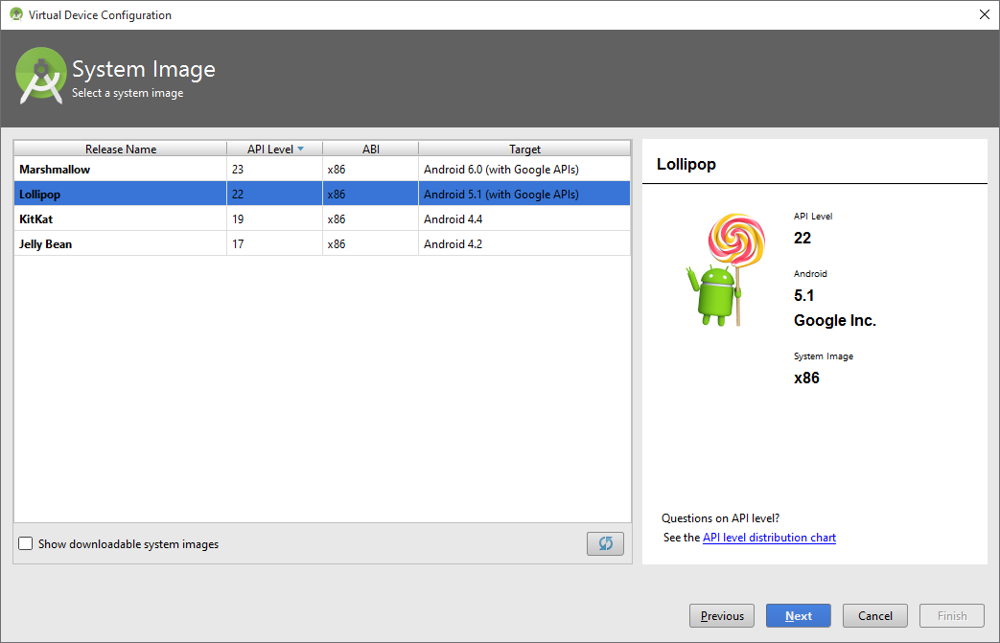 Virtual Device Configuration
System Image
Select a system image
Release Name API Level ABI Target
Marshmallow 23 x86 Android 6.0 (with Google APIs)
Lollipop 22 x86 Android 5.1 (with Google APIs)
KitKat 19 x86 Android 4.4
Jelly Bean 17 x86 Android 4.2
Show downloadable system images
Lollipop
API Level
22
Android
5.1
Google Inc.
System Image
x86
Questions on API level?
See the API level distribution chart
Previous Next Cancel Finish